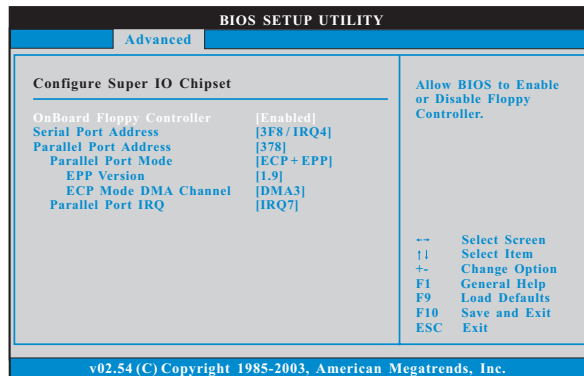 BIOS SETUP UTILITY
Advanced
Configure Super IO Chipset
OnBoard Floppy Controller [Enabled]
Serial Port Address [3F8 / IRQ4]
Parallel Port Address [378]
Parallel Port Mode [ECP + EPP]
EPP Version [1.9]
ECP Mode DMA Channel [DMA3]
Parallel Port IRQ [IRQ7]
Allow BIOS to Enable
or Disable Floppy
Controller.
←→ Select Screen
↑↓ Select Item
+- Change Option
F1 General Help
F9 Load Defaults
F10 Save and Exit
ESC Exit
v02.54 (C) Copyright 1985-2003, American Megatrends, Inc.